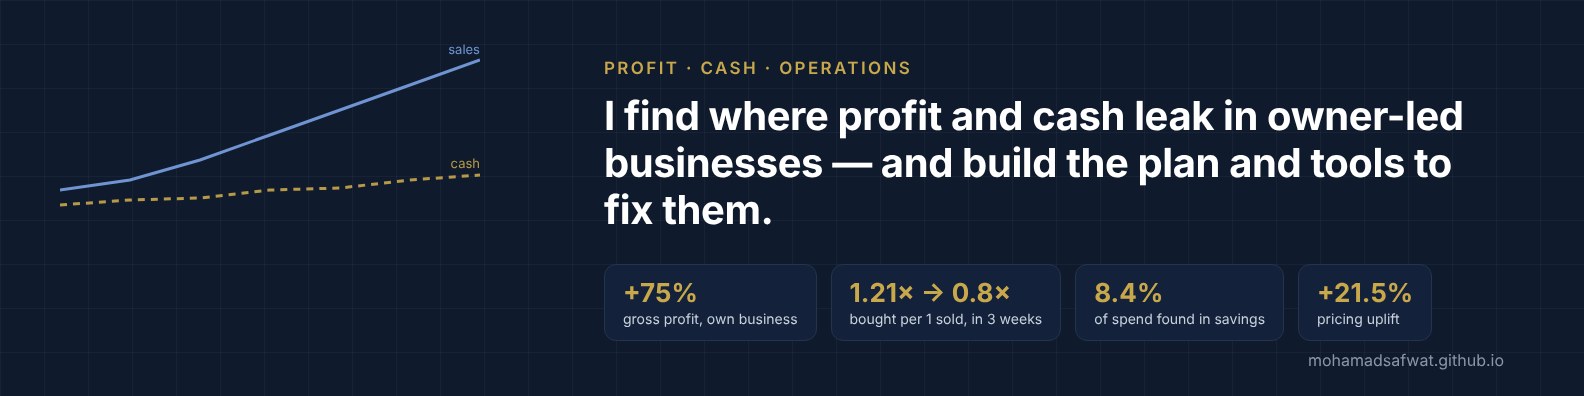 sales
cash
PROFIT · CASH · OPERATIONS
I find where profit and cash leak in owner-led
businesses — and build the plan and tools to
fix them.
+75%
gross profit, own business
1.21× → 0.8×
bought per 1 sold, in 3 weeks
8.4%
of spend found in savings
+21.5%
pricing uplift
mohamadsafwat.github.io